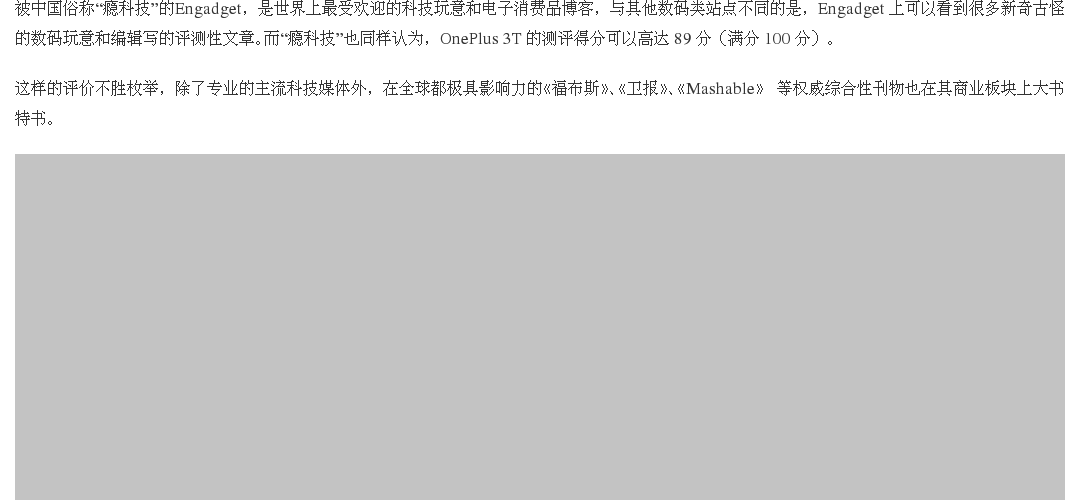 被中国俗称“瘾科技”的Engadget，是世界上最受欢迎的科技玩意和电子消费品博客，与其他数码类站点不同的是，Engadget 上可以看到很多新奇古怪
的数码玩意和编辑写的评测性文章。而“瘾科技”也同样认为，OnePlus 3T 的测评得分可以高达 89 分（满分 100 分）。
这样的评价不胜枚举，除了专业的主流科技媒体外，在全球都极具影响力的《福布斯》、《卫报》、《Mashable》 等权威综合性刊物也在其商业板块上大书
特书。